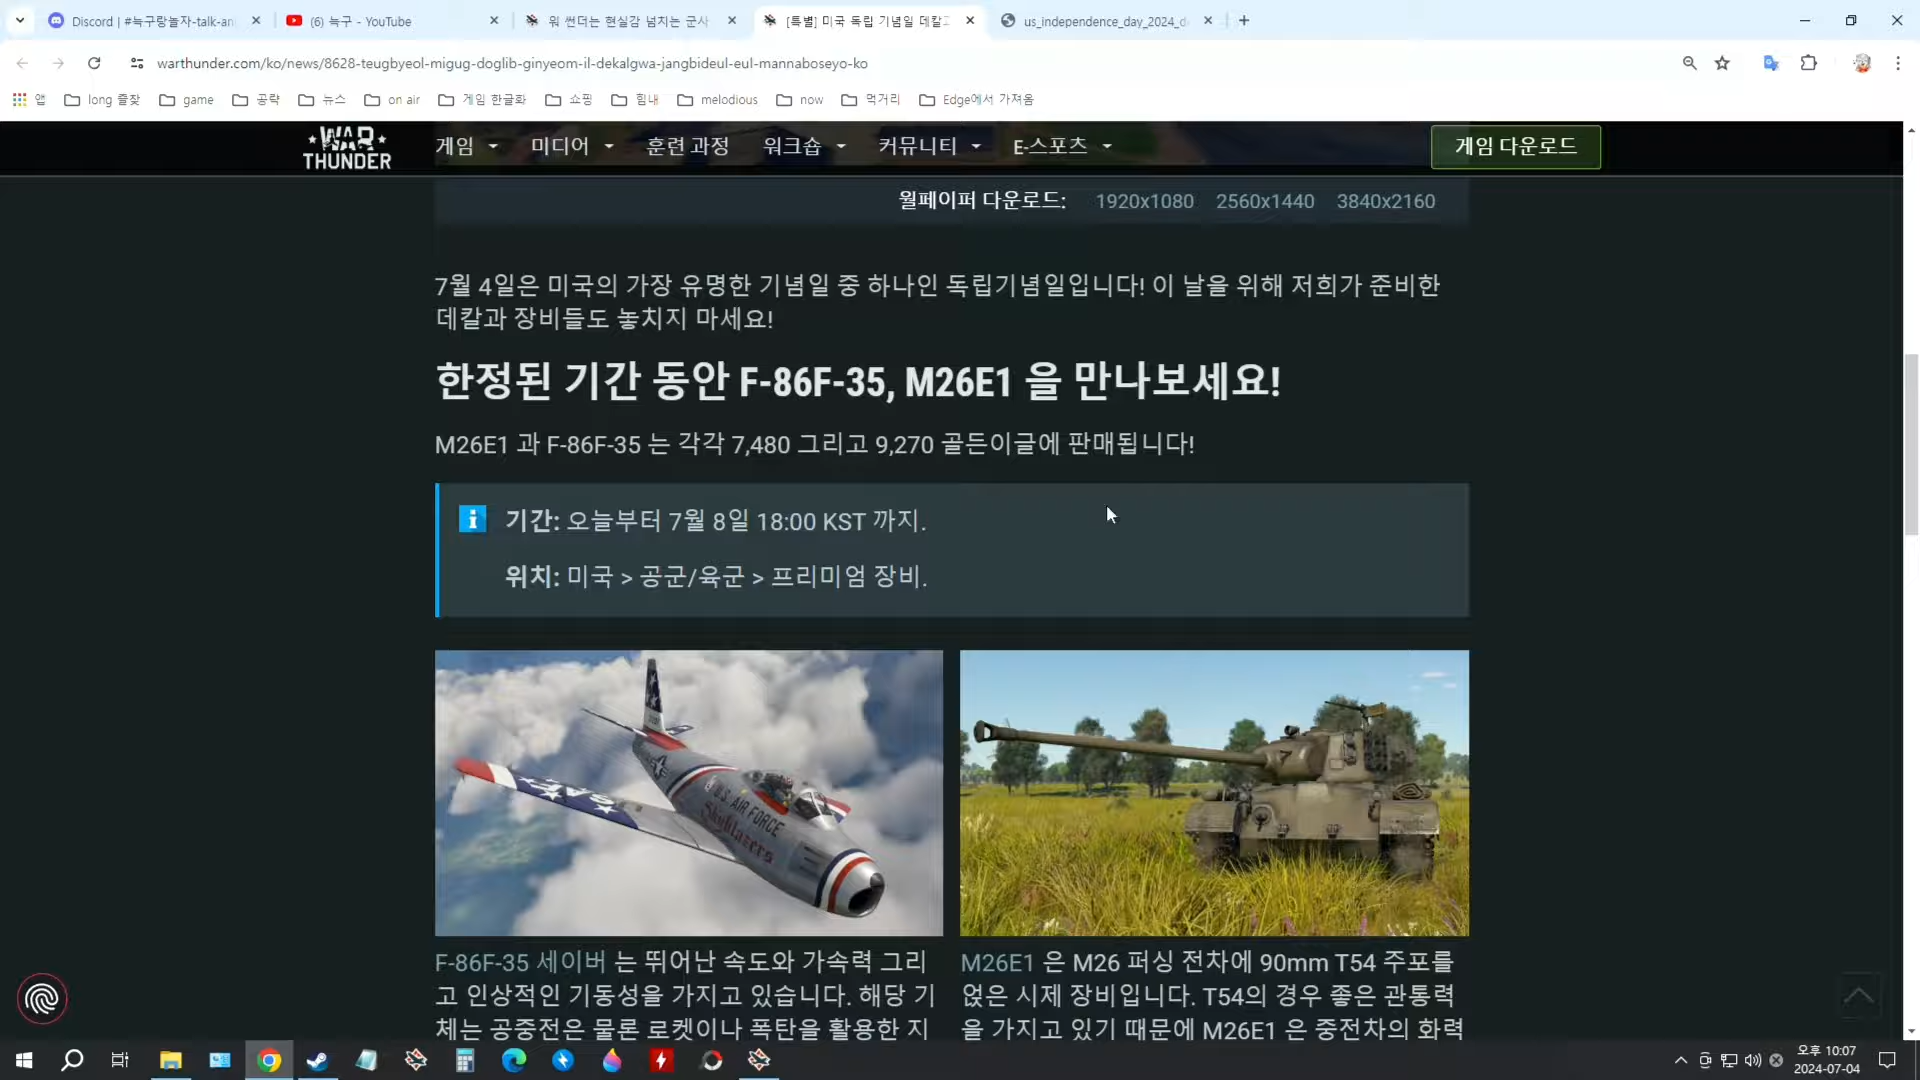 Discord | #늑구랑놀자-talk-an
(6) 늑구 - YouTube
워 썬더는 현실감 넘치는 군사
[특별] 미국 독립 기념일 데칼고
us_independence_day_2024_d
warthunder.com/ko/news/8628-teugbyeol-migug-doglib-ginyeom-il-dekalgwa-jangbideul-eul-mannaboseyo-ko
앱
long 즐찾
game
공략
뉴스
on air
게임 한글화
쇼핑
힘내
melodious
now
먹거리
Edge에서 가져옴
WAR THUNDER
게임
미디어
훈련 과정
워크숍
커뮤니티
E-스포츠
게임 다운로드
월페이퍼 다운로드: 1920x1080 2560x1440 3840x2160
7월 4일은 미국의 가장 유명한 기념일 중 하나인 독립기념일입니다! 이 날을 위해 저희가 준비한
데칼과 장비들도 놓치지 마세요!
한정된 기간 동안 F-86F-35, M26E1 을 만나보세요!
M26E1 과 F-86F-35 는 각각 7,480 그리고 9,270 골든이글에 판매됩니다!
기간: 오늘부터 7월 8일 18:00 KST 까지.
위치: 미국 > 공군/육군 > 프리미엄 장비.
U.S. AIR FORCE
Skyblazers
USAF
7
F-86F-35 세이버 는 뛰어난 속도와 가속력 그리
고 인상적인 기동성을 가지고 있습니다. 해당 기
체는 공중전은 물론 로켓이나 폭탄을 활용한 지
M26E1 은 M26 퍼싱 전차에 90mm T54 주포를
얹은 시제 장비입니다. T54의 경우 좋은 관통력
을 가지고 있기 때문에 M26E1 은 중전차의 화력
오후 10:07
2024-07-04